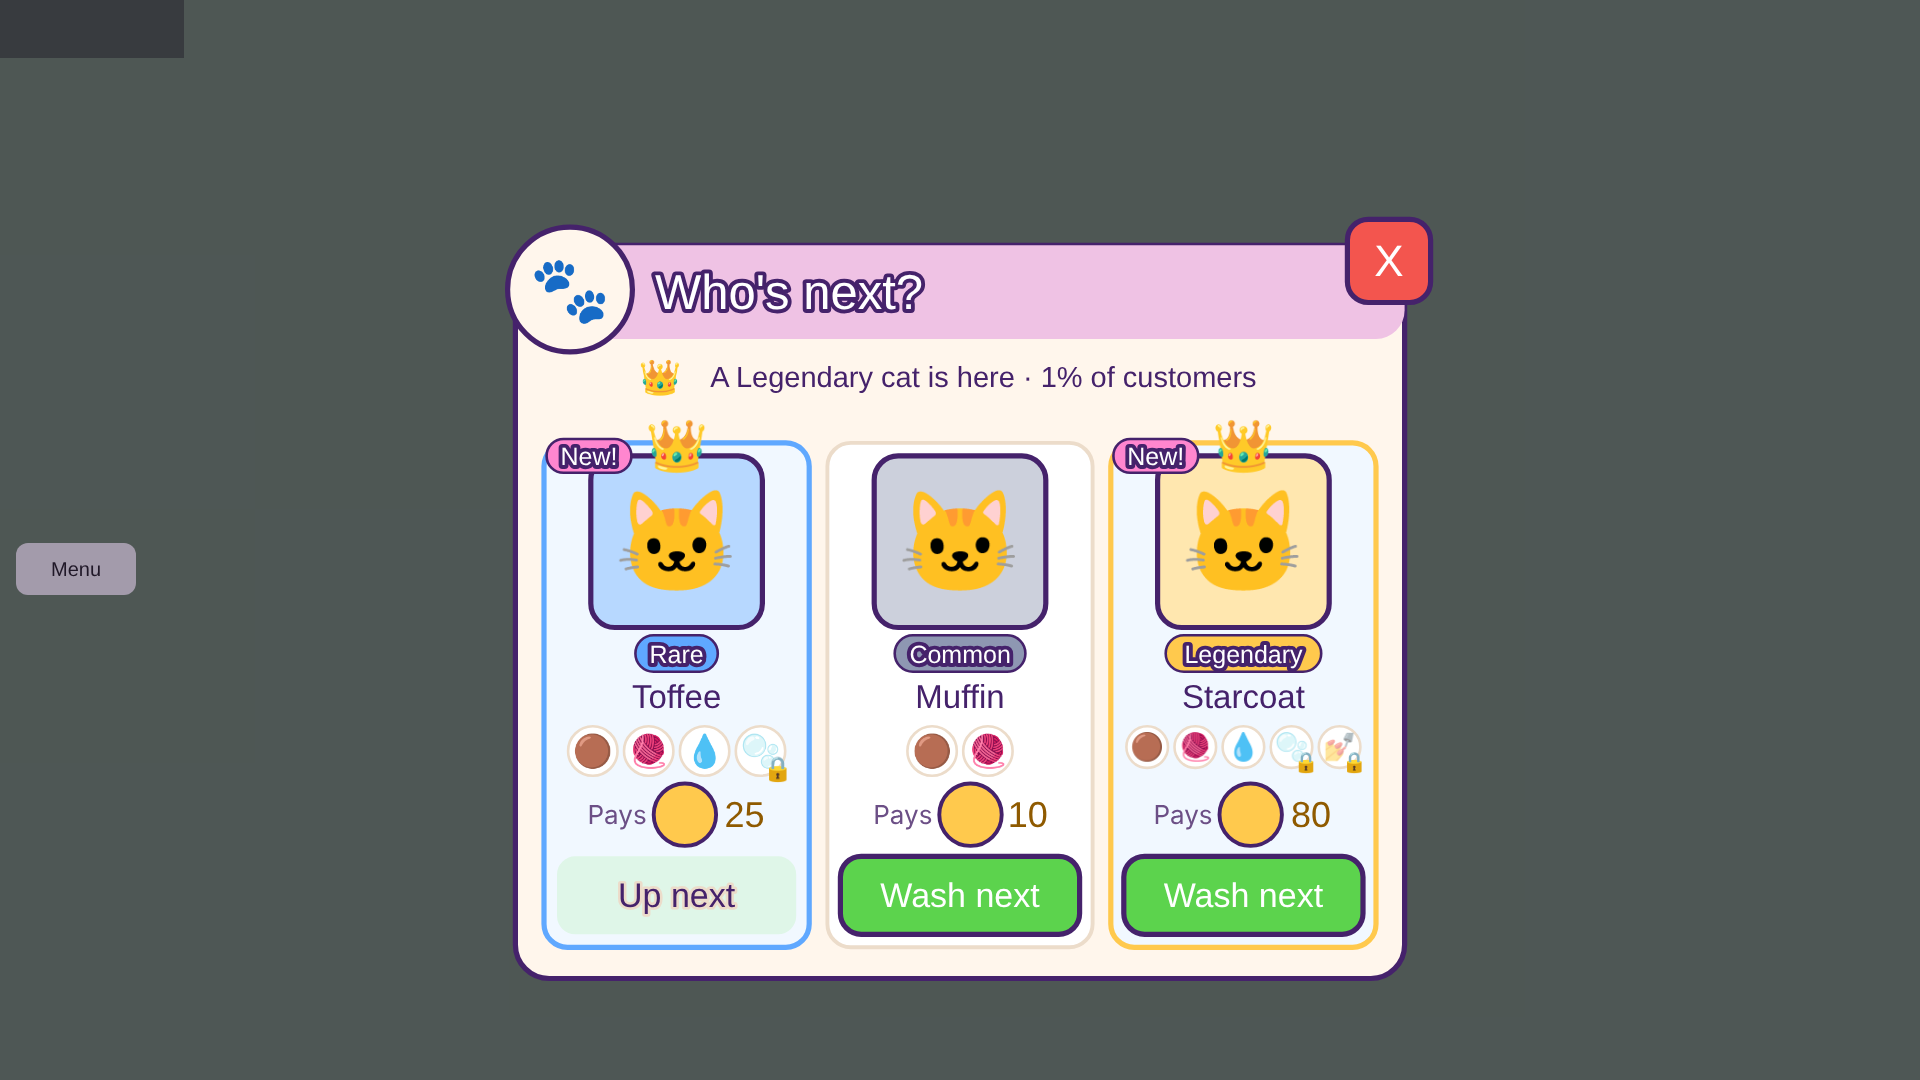 Who's next?
X
A Legendary cat is here · 1% of customers
New!
New!
Rare
Common
Legendary
Toffee
Muffin
Starcoat
Pays 25
Pays 10
Pays 80
Up next
Wash next
Wash next
Menu